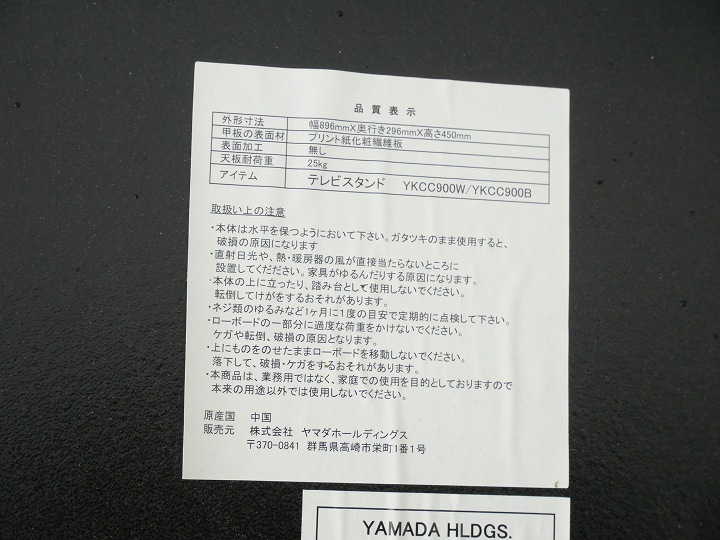 品質表示
外形寸法 幅896mmX奥行き296mmX高さ450mm
甲板の表面材 プリント紙化粧繊維板
表面加工 無し
天板耐荷重 25kg
アイテム テレビスタンド YKCC900W/YKCC900B
取扱い上の注意
・本体は水平を保つようにおいて下さい。ガタツキのまま使用すると、
破損の原因になります
・直射日光や、熱・暖房器の風が直接当たらないところに
設置してください。家具がゆるんだりする原因になります。
・本体の上に立ったり、踏み台として使用しないでください。
転倒してけがをするおそれがあります。
・ネジ類のゆるみなど1ヶ月に1度の目安で定期的に点検して下さい。
・ローボードの一部分に過度な荷重をかけないでください。
ケガや転倒、破損の原因となります。
・上にものをのせたままローボードを移動しないでください。
落下して、破損・ケガをするおそれがあります。
・本商品は、業務用ではなく、家庭での使用を目的としておりますので
本来の用途以外では使用しないでください。
原産国 中国
販売元 株式会社 ヤマダホールディングス
〒370-0841 群馬県高崎市栄町1番1号
YAMADA HLDGS.